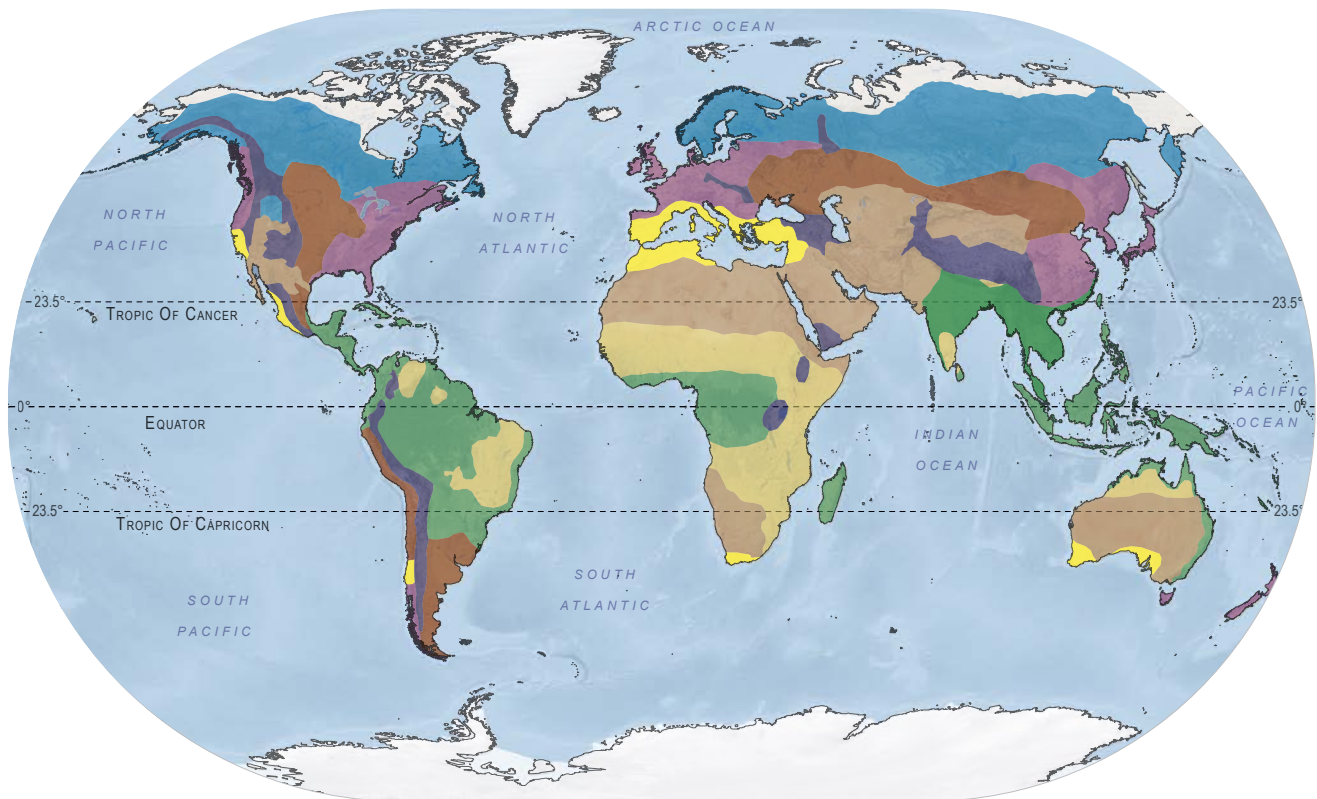 ARCTIC OCEAN
NORTH
PACIFIC
NORTH
ATLANTIC
23.5°
TROPIC OF CANCER
23.5°
PACIFIC
0°
0°
EQUATOR
OCEAN
INDIAN
OCEAN
23.5°
TROPIC OF CAPRICORN
23.5°
SOUTH
PACIFIC
SOUTH
ATLANTIC